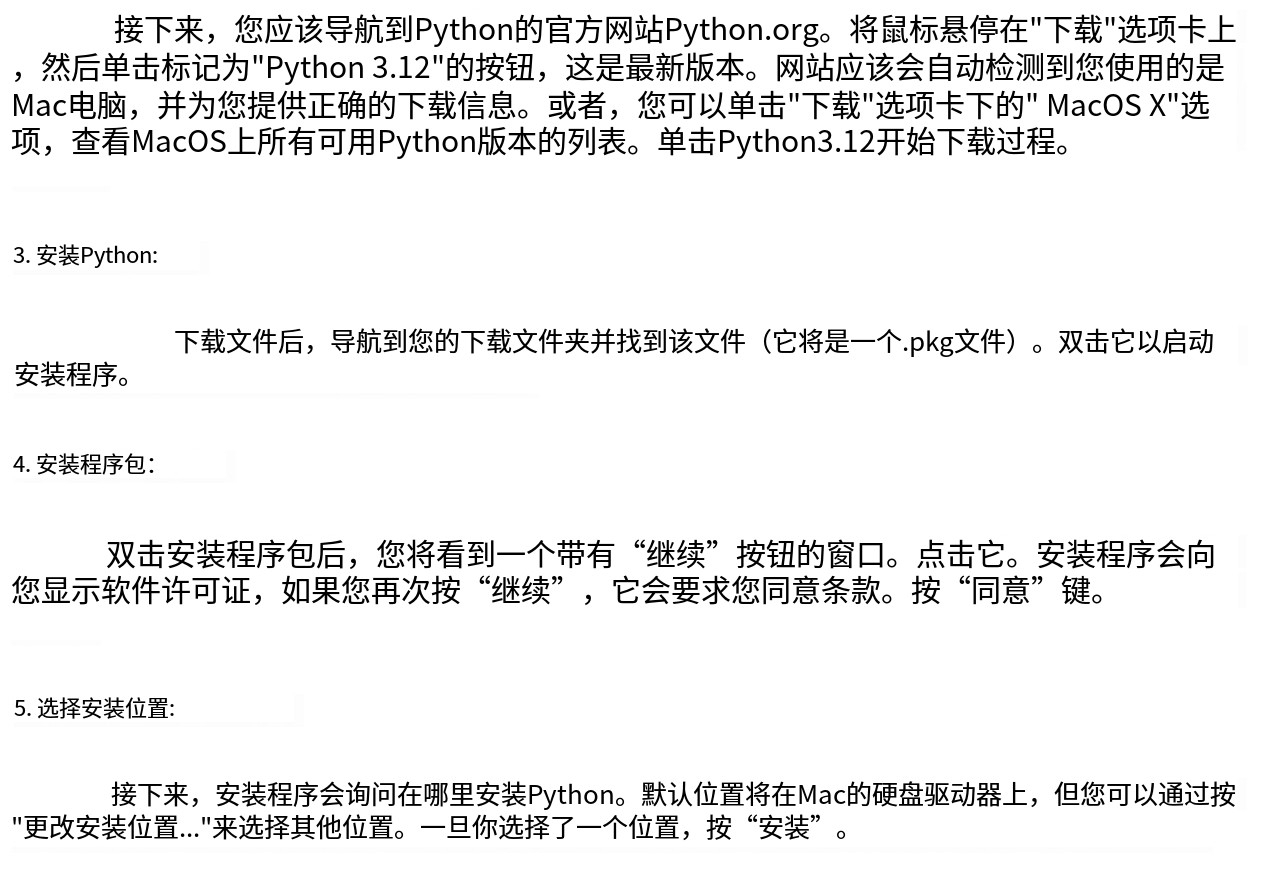 接下来，您应该导航到Python的官方网站Python.org。将鼠标悬停在"下载"选项卡上
，然后单击标记为"Python 3.12"的按钮，这是最新版本。网站应该会自动检测到您使用的是
Mac电脑，并为您提供正确的下载信息。或者，您可以单击"下载"选项卡下的" MacOS X"选
项，查看MacOS上所有可用Python版本的列表。单击Python3.12开始下载过程。
3. 安装Python:
下载文件后，导航到您的下载文件夹并找到该文件（它将是一个.pkg文件）。双击它以启动
安装程序。
4. 安装程序包：
双击安装程序包后，您将看到一个带有“继续”按钮的窗口。点击它。安装程序会向
您显示软件许可证，如果您再次按“继续”，它会要求您同意条款。按“同意”键。
5. 选择安装位置:
接下来，安装程序会询问在哪里安装Python。默认位置将在Mac的硬盘驱动器上，但您可以通过按
"更改安装位置..."来选择其他位置。一旦你选择了一个位置，按“安装”。